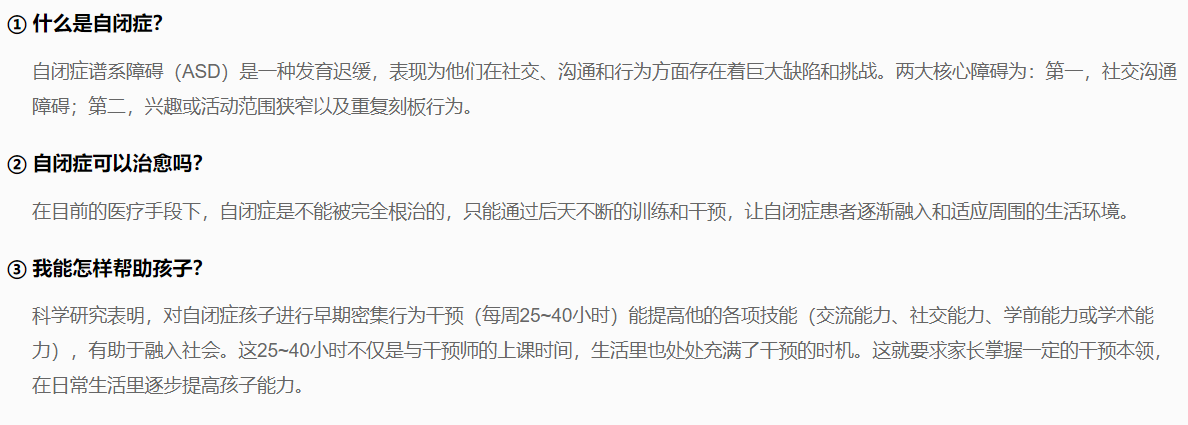 ① 什么是自闭症？
自闭症谱系障碍（ASD）是一种发育迟缓，表现为他们在社交、沟通和行为方面存在着巨大缺陷和挑战。两大核心障碍为：第一，社交沟通
障碍；第二，兴趣或活动范围狭窄以及重复刻板行为。
② 自闭症可以治愈吗？
在目前的医疗手段下，自闭症是不能被完全根治的，只能通过后天不断的训练和干预，让自闭症患者逐渐融入和适应周围的生活环境。
③ 我能怎样帮助孩子？
科学研究表明，对自闭症孩子进行早期密集行为干预（每周25~40小时）能提高他的各项技能（交流能力、社交能力、学前能力或学术能
力），有助于融入社会。这25~40小时不仅是与干预师的上课时间，生活里也处处充满了干预的时机。这就要求家长掌握一定的干预本领，
在日常生活里逐步提高孩子能力。